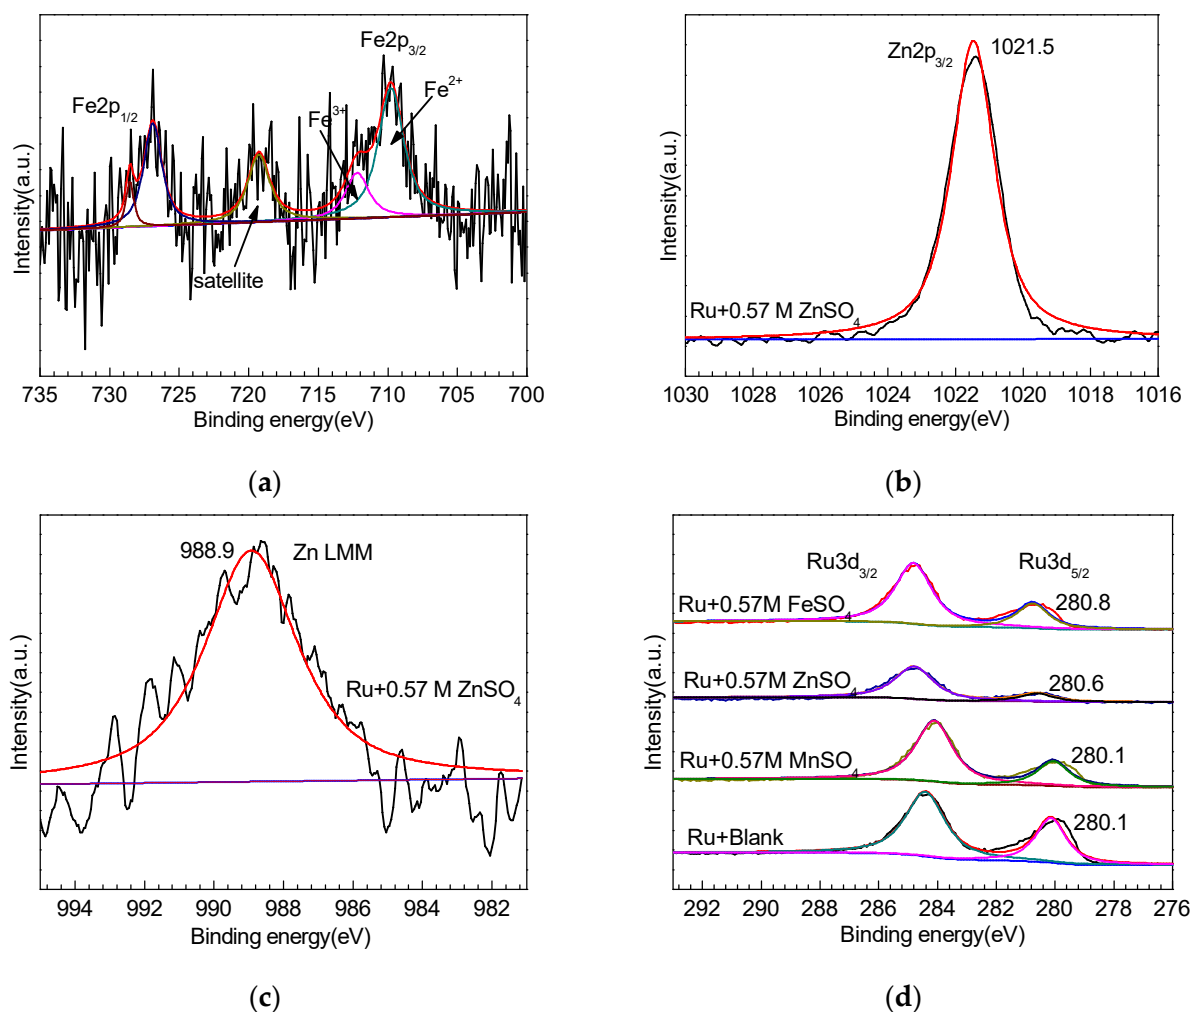 Fe2p3/2
Fe2+
Fe3+
Fe2p1/2
satellite
Intensity(a.u.)
735 730 725 720 715 710 705 700
Binding energy(eV)
(a)
Zn2p3/2
1021.5
Ru+0.57 M ZnSO4
Intensity(a.u.)
1030 1028 1026 1024 1022 1020 1018 1016
Binding energy(eV)
(b)
988.9
Zn LMM
Ru+0.57 M ZnSO4
Intensity(a.u.)
994 992 990 988 986 984 982
Binding energy(eV)
(c)
Ru3d3/2
Ru3d5/2
Ru+0.57M FeSO4
280.8
Ru+0.57M ZnSO4
280.6
Ru+0.57M MnSO4
280.1
Ru+Blank
280.1
Intensity(a.u.)
292 290 288 286 284 282 280 278 276
Binding energy(eV)
(d)